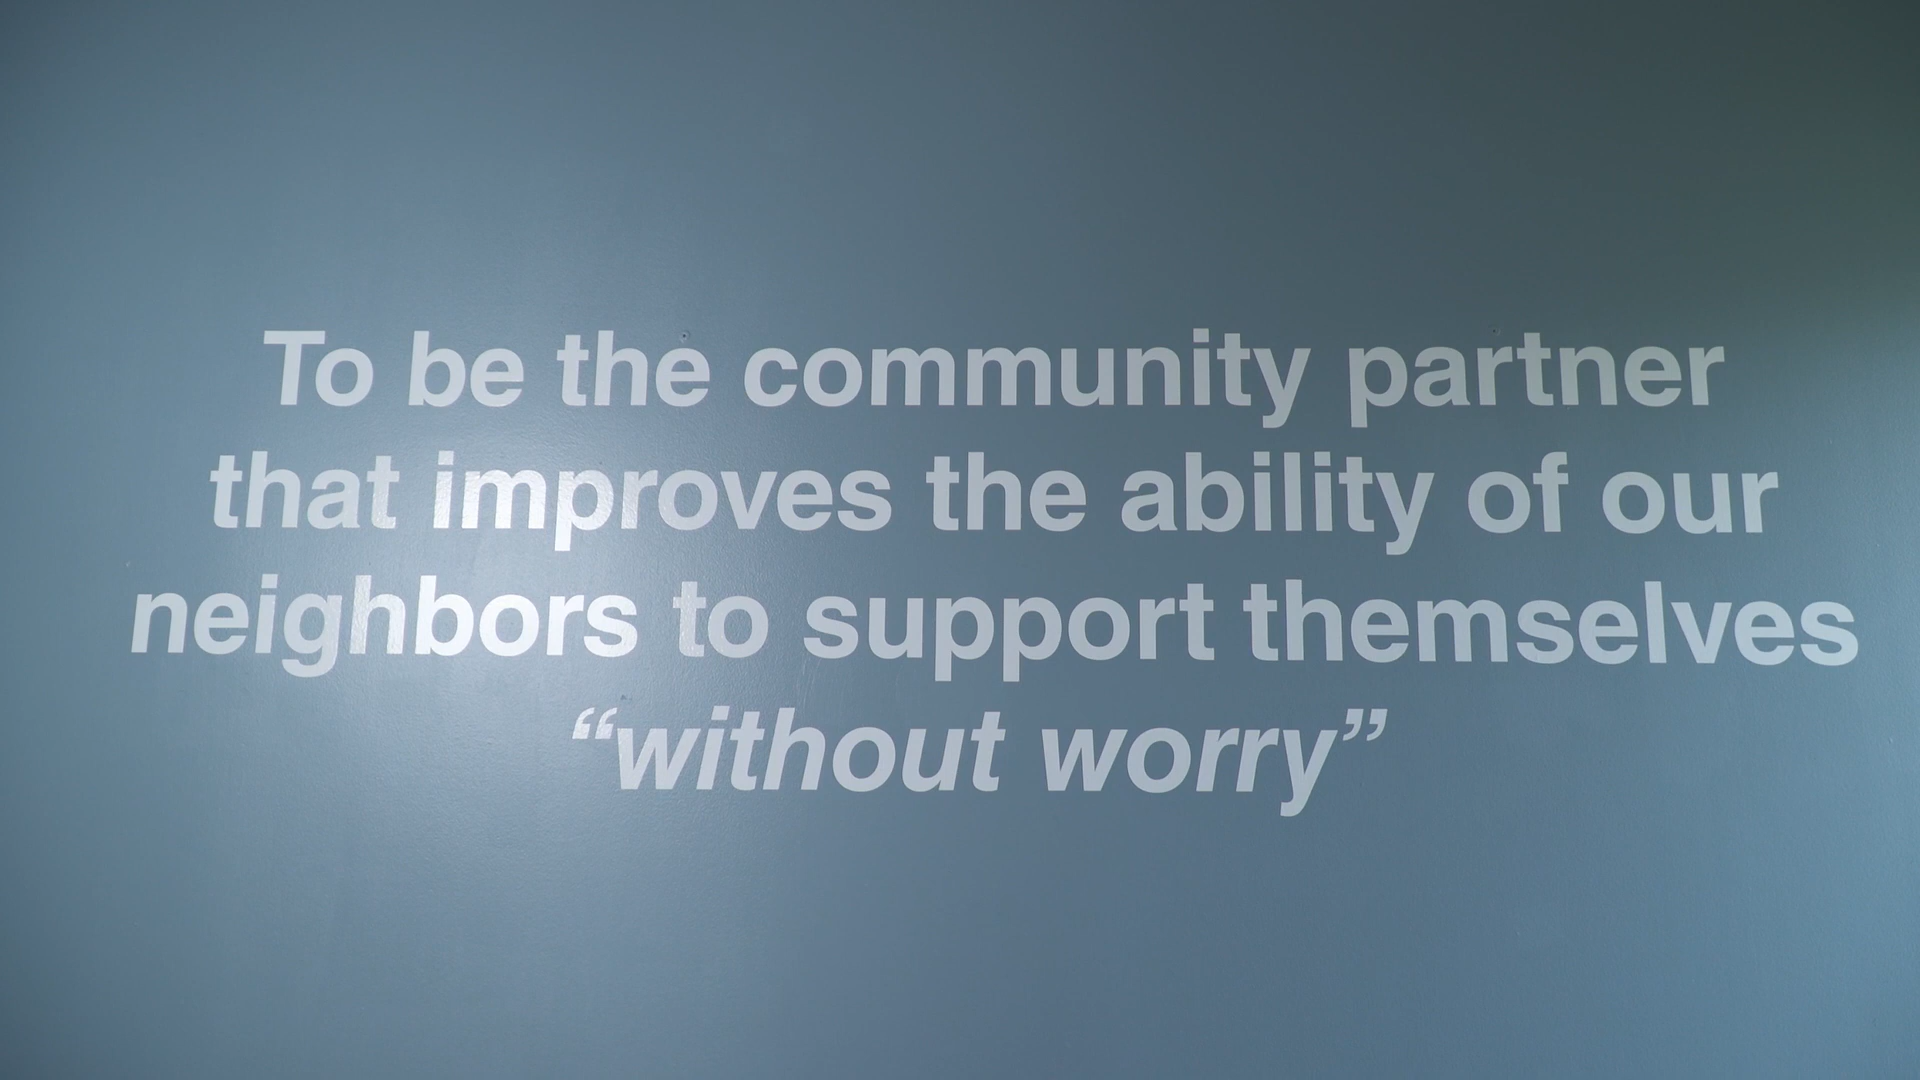 To be the community partner
that improves the ability of our
neighbors to support themselves
“without worry”